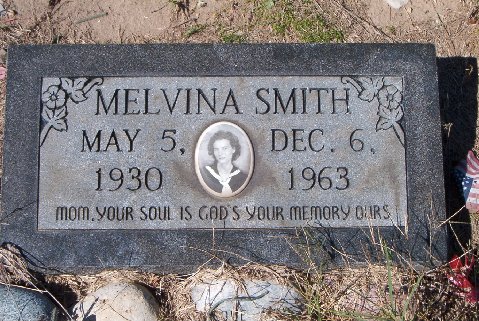 MELVINA SMITH
MAY 5, DEC. 6,
1930 1963
MOM, YOUR SOUL IS GOD'S YOUR MEMORY OURS